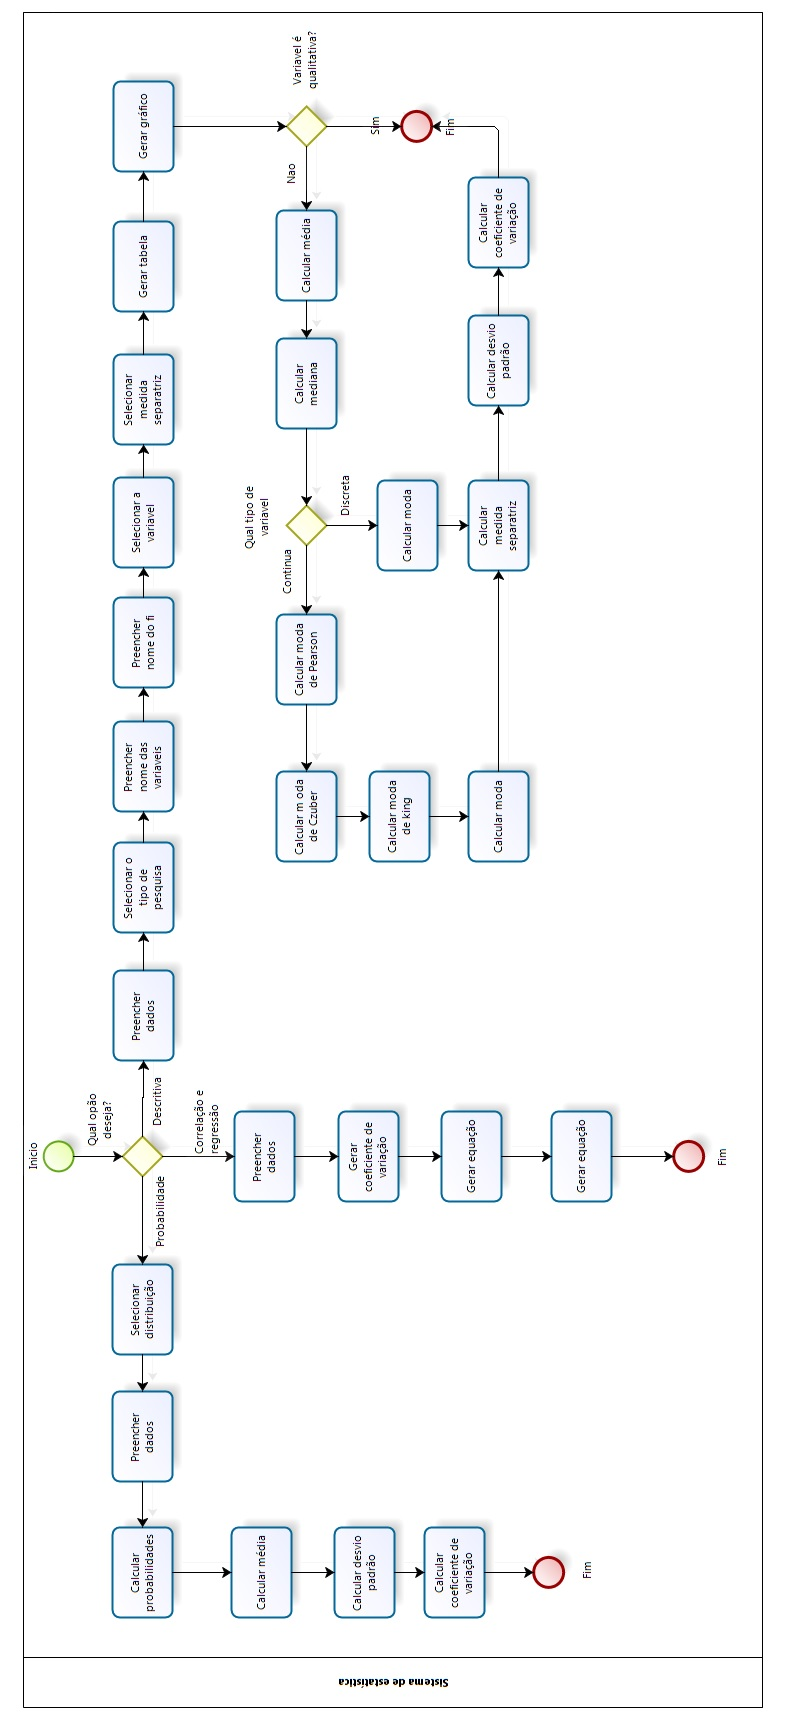 Sistema de estatística
Inicio
Qual opão
deseja?
Probabilidade
Descritiva
Correlação e
regressão
Calcular
probabilidades
Preencher
dados
Selecionar
distribuição
Preencher
dados
Selecionar o
tipo de
pesquisa
Preencher
nome das
variaveis
Preencher
nome do fi
Selecionar a
variavel
Selecionar
medida
separatriz
Gerar tabela
Gerar gráfico
Variavel é
qualitativa?
Sim
Fim
Nao
Calcular média
Calcular
mediana
Qual tipo de
variavel
Discreta
Continua
Calcular moda
Calcular moda
de Pearson
Calcular m oda
de Czuber
Calcular moda
de king
Calcular moda
Calcular
medida
separatriz
Calcular desvio
padrão
Calcular
coeficiente de
variação
Preencher
dados
Gerar
coeficiente de
variação
Gerar equação
Gerar equação
Fim
Calcular média
Calcular desvio
padrão
Calcular
coeficiente de
variação
Fim